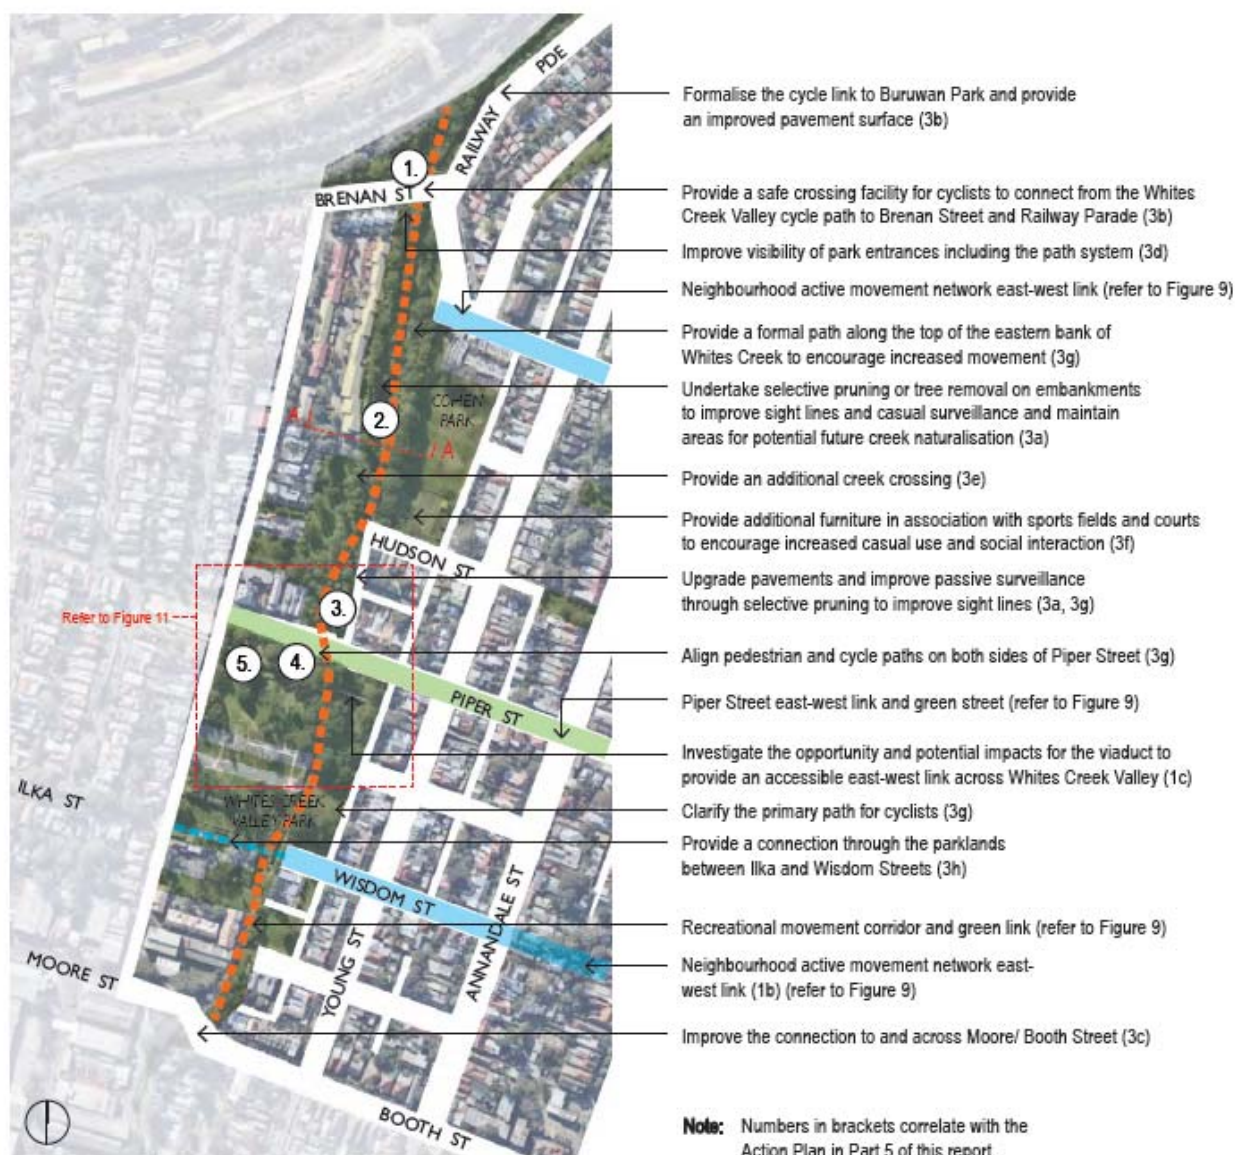 PDE
RAILWAY
1.
BRENAN ST
2.
COHEN
PARK
A
A
HUDSON ST
Refer to Figure 11
3.
5.
4.
PIPER ST
ILKA ST
WHITES CREEK
VALLEY PARK
WISDOM ST
MOORE ST
YOUNG ST
ANNANDALE ST
BOOTH ST
Formalise the cycle link to Buruwan Park and provide
an improved pavement surface (3b)
Provide a safe crossing facility for cyclists to connect from the Whites
Creek Valley cycle path to Brenan Street and Railway Parade (3b)
Improve visibility of park entrances including the path system (3d)
Neighbourhood active movement network east-west link (refer to Figure 9)
Provide a formal path along the top of the eastern bank of
Whites Creek to encourage increased movement (3g)
Undertake selective pruning or tree removal on embankments
to improve sight lines and casual surveillance and maintain
areas for potential future creek naturalisation (3a)
Provide an additional creek crossing (3e)
Provide additional furniture in association with sports fields and courts
to encourage increased casual use and social interaction (3f)
Upgrade pavements and improve passive surveillance
through selective pruning to improve sight lines (3a, 3g)
Align pedestrian and cycle paths on both sides of Piper Street (3g)
Piper Street east-west link and green street (refer to Figure 9)
Investigate the opportunity and potential impacts for the viaduct to
provide an accessible east-west link across Whites Creek Valley (1c)
Clarify the primary path for cyclists (3g)
Provide a connection through the parklands
between Ilka and Wisdom Streets (3h)
Recreational movement corridor and green link (refer to Figure 9)
Neighbourhood active movement network east-
west link (1b) (refer to Figure 9)
Improve the connection to and across Moore/ Booth Street (3c)
Note: Numbers in brackets correlate with the
Action Plan in Part 5 of this report